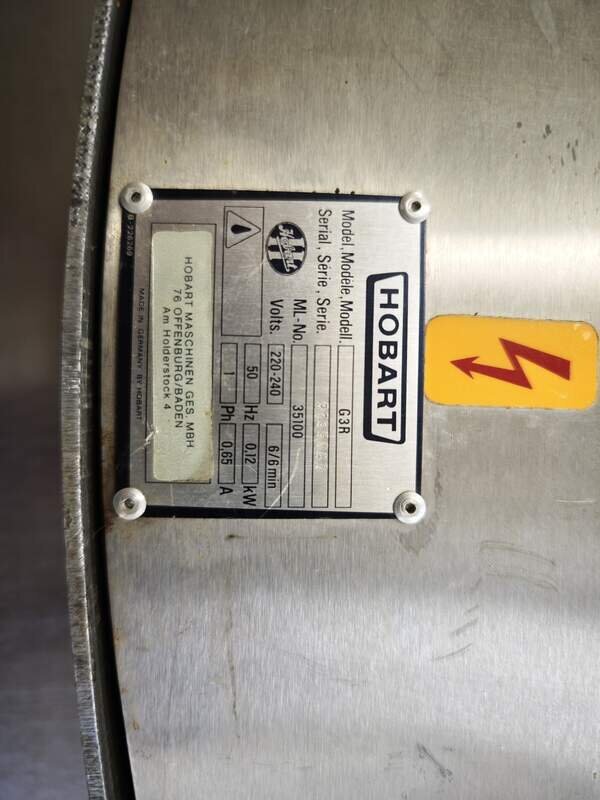 HOBART
Model, Modèle, Modell. G3R
Serial, Série, Serie.
ML-No. 35100
Hobart
Volts. 220-240 6/6 min
50 Hz 0,12 kW
1 Ph 0,65 A
HOBART MASCHINEN GES. MBH
76 OFFENBURG/BADEN
Am Holderstock 4
MADE IN GERMANY BY HOBART